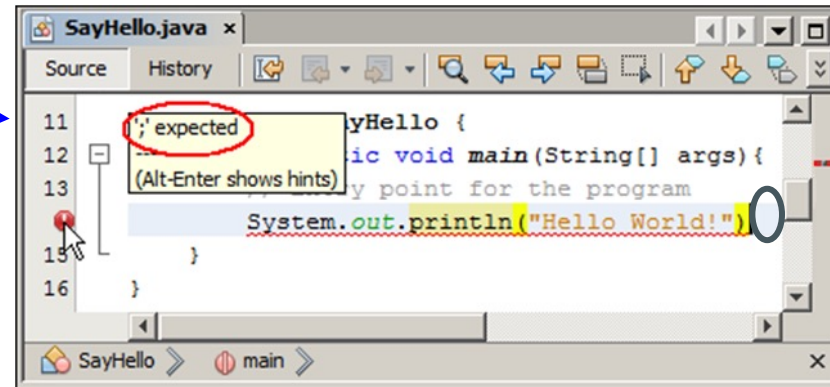 SayHello.java ×
Source History
11 yHello {
';' expected
12 ic void main(String[] args){
(Alt-Enter shows hints)
13 y point for the program
System.out.println("Hello World!")
15 }
16 }
SayHello main ×